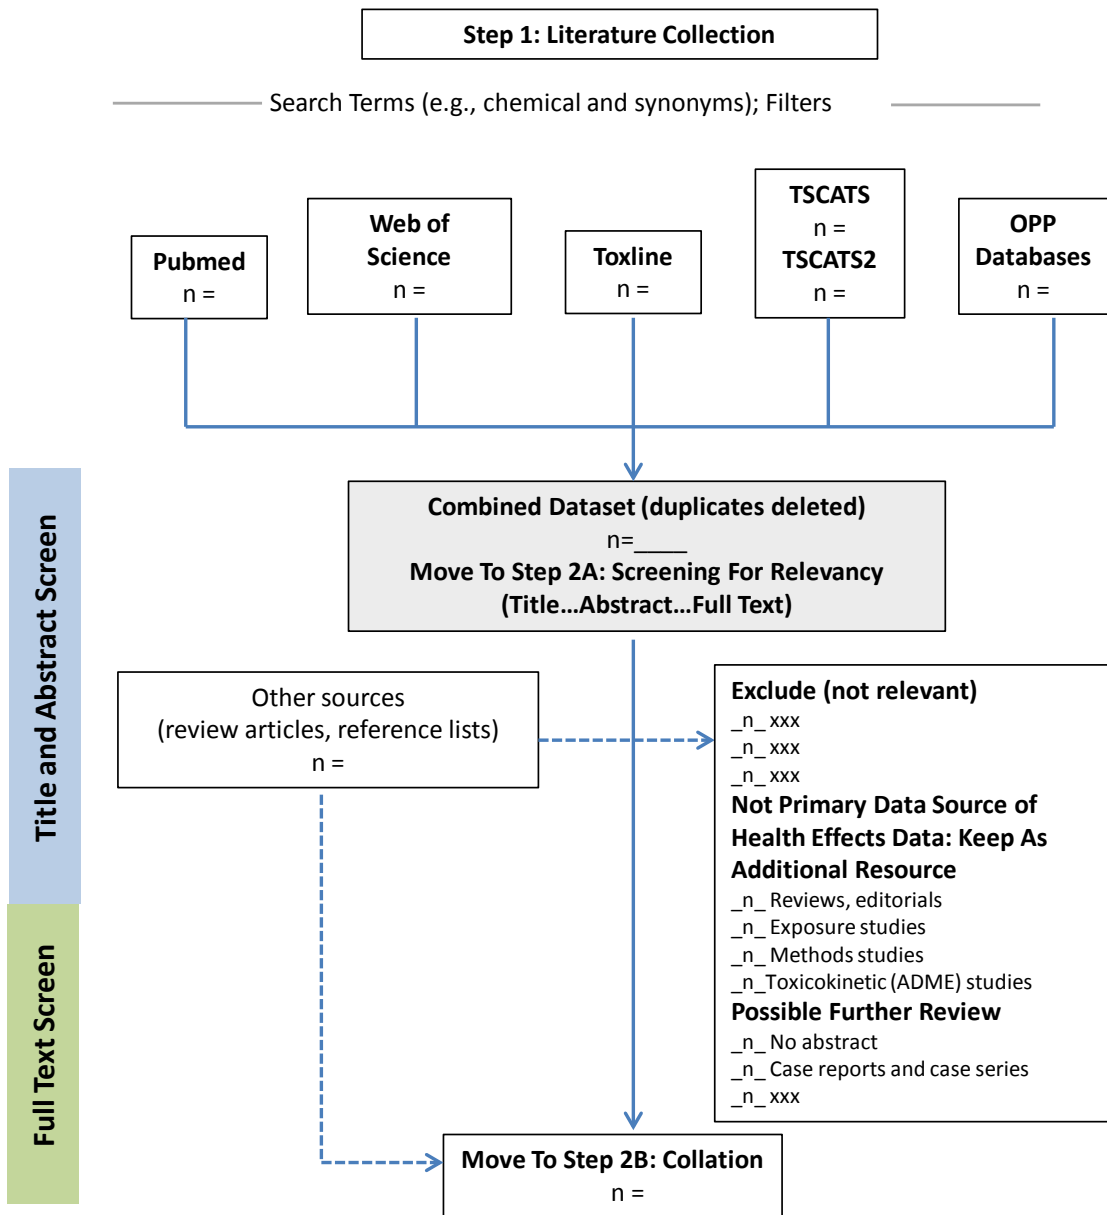 Step 1: Literature Collection
Search Terms (e.g., chemical and synonyms); Filters
Pubmed
n =
Web of
Science
n =
Toxline
n =
TSCATS
n =
TSCATS2
n =
OPP
Databases
n =
Title and Abstract Screen
Full Text Screen
Combined Dataset (duplicates deleted)
n=____
Move To Step 2A: Screening For Relevancy
(Title...Abstract...Full Text)
Other sources
(review articles, reference lists)
n =
Exclude (not relevant)
_n_ xxx
_n_ xxx
_n_ xxx
Not Primary Data Source of
Health Effects Data: Keep As
Additional Resource
_n_ Reviews, editorials
_n_ Exposure studies
_n_ Methods studies
_n_Toxicokinetic (ADME) studies
Possible Further Review
_n_ No abstract
_n_ Case reports and case series
_n_ xxx
Move To Step 2B: Collation
n =